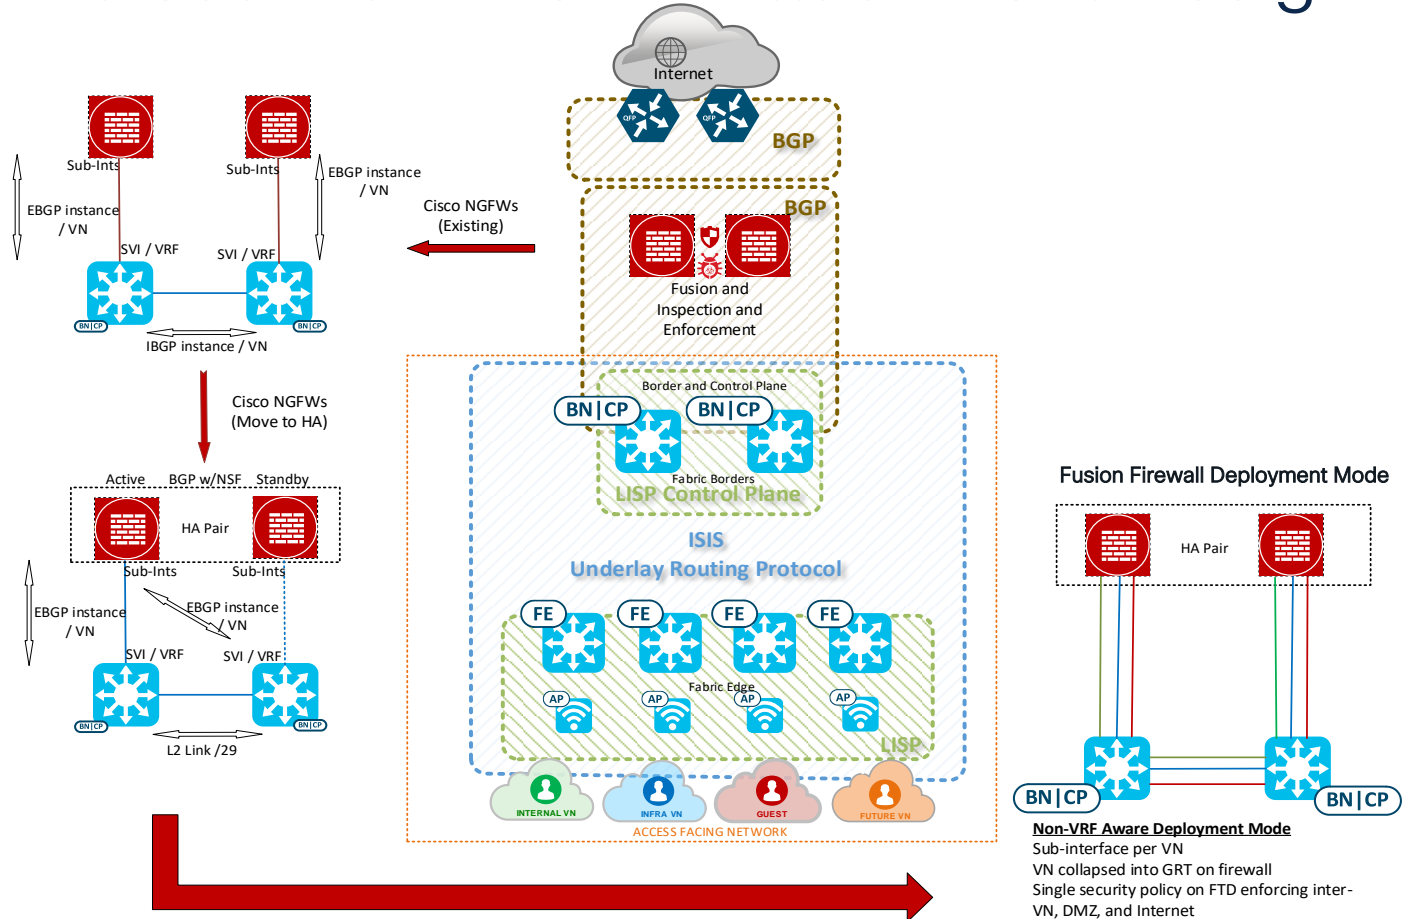 Internet
QFP
QFP
BGP
BGP
Sub-Ints
Sub-Ints
EBGP instance
/ VN
EBGP instance
/ VN
Cisco NGFWs
(Existing)
SVI / VRF
SVI / VRF
Fusion and
Inspection and
Enforcement
BN|CP
BN|CP
IBGP instance / VN
Cisco NGFWs
(Move to HA)
Border and Control Plane
BN|CP
BN|CP
Fabric Borders
LISP Control Plane
ISIS
Underlay Routing Protocol
Active
BGP w/NSF
Standby
HA Pair
Sub-Ints
Sub-Ints
EBGP instance
/ VN
EBGP instance
/ VN
SVI / VRF
SVI / VRF
BN|CP
BN|CP
L2 Link /29
FE
FE
FE
FE
Fabric Edge
AP
AP
AP
AP
LISP
INTERNAL VN
INFRA VN
GUEST
FUTURE VN
ACCESS FACING NETWORK
Fusion Firewall Deployment Mode
HA Pair
BN|CP
BN|CP
Non-VRF Aware Deployment Mode
Sub-interface per VN
VN collapsed into GRT on firewall
Single security policy on FTD enforcing inter-
VN, DMZ, and Internet